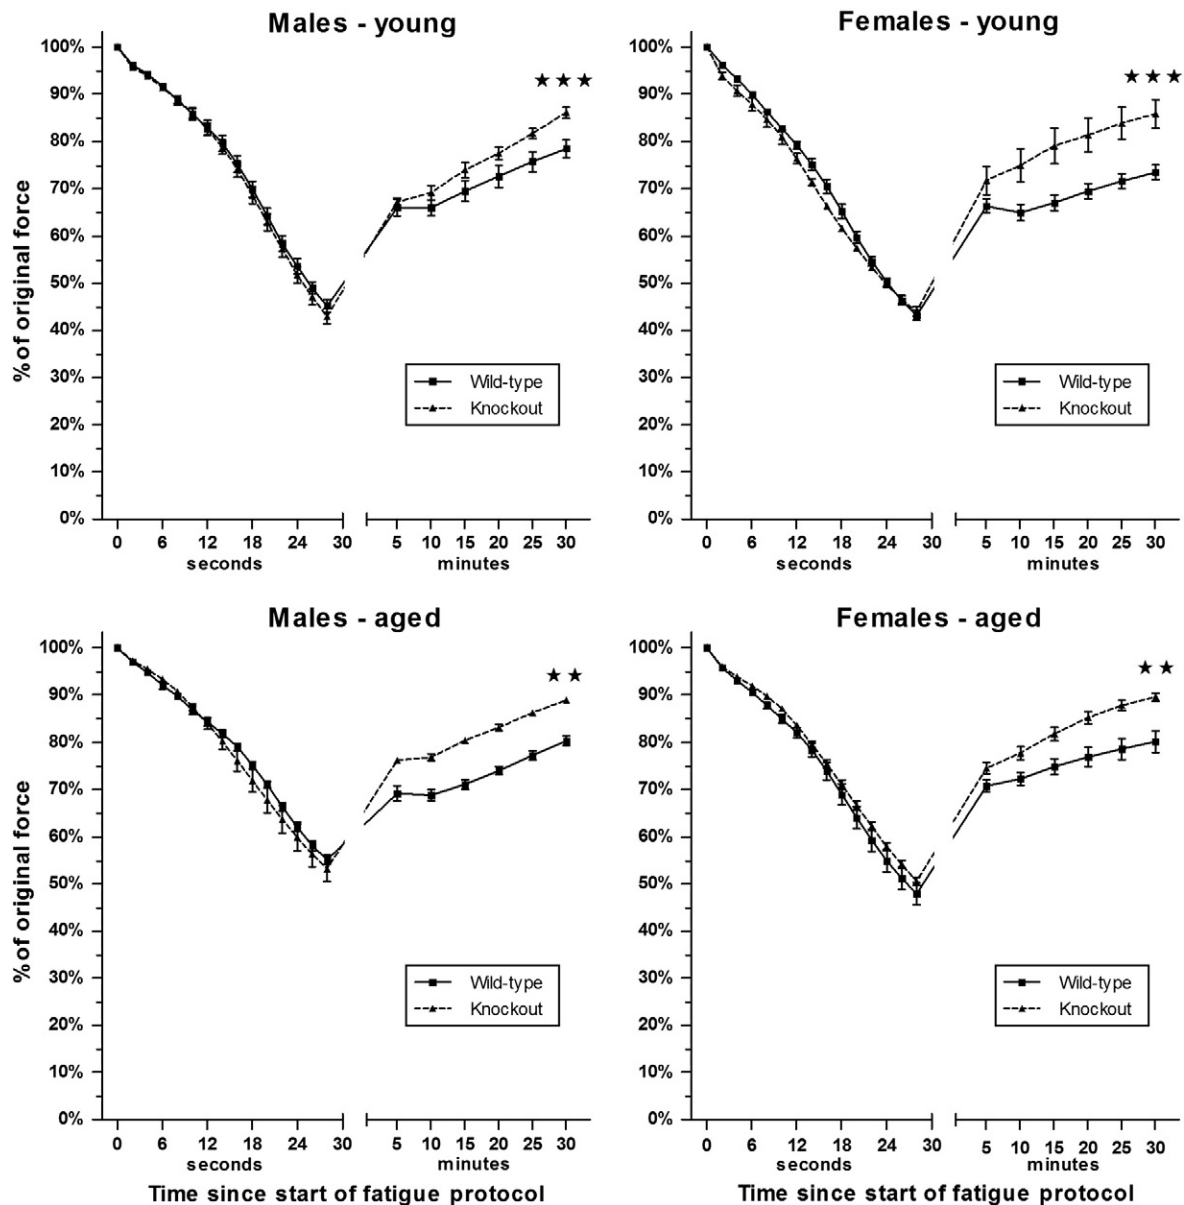 Males - young
% of original force
100%
90%
80%
70%
60%
50%
40%
30%
20%
10%
0%
★★★
Wild-type
Knockout
0 6 12 18 24 30 5 10 15 20 25 30
seconds minutes
Females - young
100%
90%
80%
70%
60%
50%
40%
30%
20%
10%
0%
★★★
Wild-type
Knockout
0 6 12 18 24 30 5 10 15 20 25 30
seconds minutes
Males - aged
% of original force
100%
90%
80%
70%
60%
50%
40%
30%
20%
10%
0%
★★
Wild-type
Knockout
0 6 12 18 24 30 5 10 15 20 25 30
seconds minutes
Time since start of fatigue protocol
Females - aged
100%
90%
80%
70%
60%
50%
40%
30%
20%
10%
0%
★★
Wild-type
Knockout
0 6 12 18 24 30 5 10 15 20 25 30
seconds minutes
Time since start of fatigue protocol